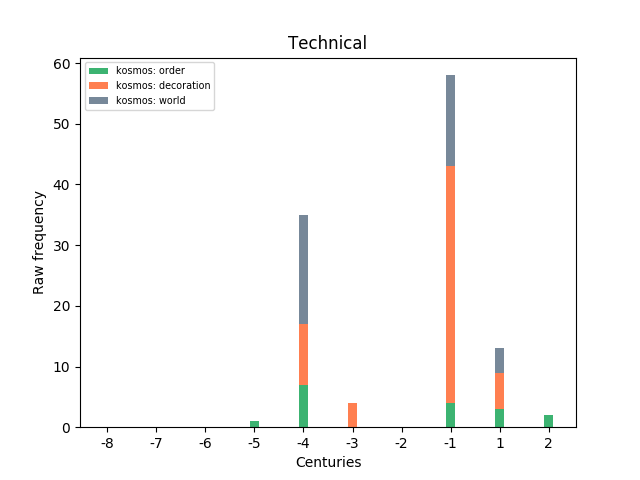 Technical
kosmos: order
kosmos: decoration
kosmos: world
Raw frequency
60
50
40
30
20
10
0
-8 -7 -6 -5 -4 -3 -2 -1 1 2
Centuries